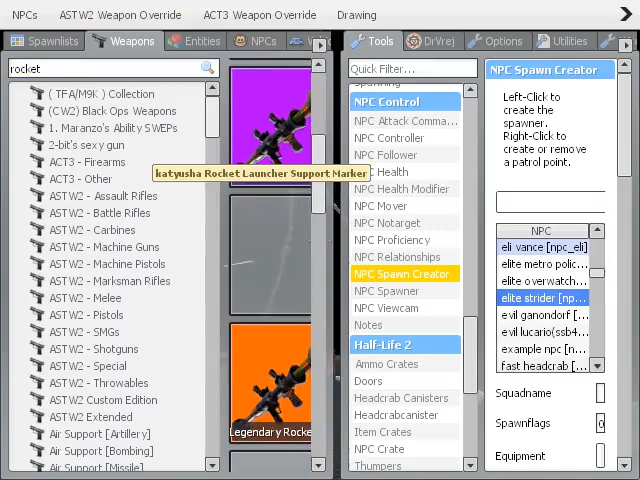 NPCs ASTW2 Weapon Override ACT3 Weapon Override Drawing
Spawnlists Weapons Entities NPCs
rocket
( TFA/M9K ) Collection
(CW2) Black Ops Weapons
1. Maranzo's Ability SWEPs
2-bit's sexy gun
ACT3 - Firearms
ACT3 - Other
ASTW2 - Assault Rifles
ASTW2 - Battle Rifles
ASTW2 - Carbines
ASTW2 - Machine Guns
ASTW2 - Machine Pistols
ASTW2 - Marksman Rifles
ASTW2 - Melee
ASTW2 - Pistols
ASTW2 - SMGs
ASTW2 - Shotguns
ASTW2 - Special
ASTW2 - Throwables
ASTW2 Custom Edition
ASTW2 Extended
Air Support [Artillery]
Air Support [Bombing]
Air Support [Missile]
katyusha Rocket Launcher Support Marker
Legendary Rocke
Tools DrVrej Options Utilities
Quick Filter...
Spawning
NPC Control
NPC Attack Comma...
NPC Controller
NPC Follower
Health
NPC Health Modifier
NPC Mover
NPC Notarget
NPC Proficiency
NPC Relationships
NPC Spawn Creator
NPC Spawner
NPC Viewcam
Notes
Half-Life 2
Ammo Crates
Doors
Headcrab Canisters
Headcrabcanister
Item Crates
NPC Crate
Thumpers
NPC Spawn Creator
Left-Click to
create the
spawner.
Right-Click to
create or remove
a patrol point.
NPC
eli vance [npc_eli]
elite metro polic...
elite overwatch...
elite strider [np...
evil ganondorf [...
evil lucario(ssb4...
example npc [n...
fast headcrab [...
Squadname
Spawnflags 0
Equipment